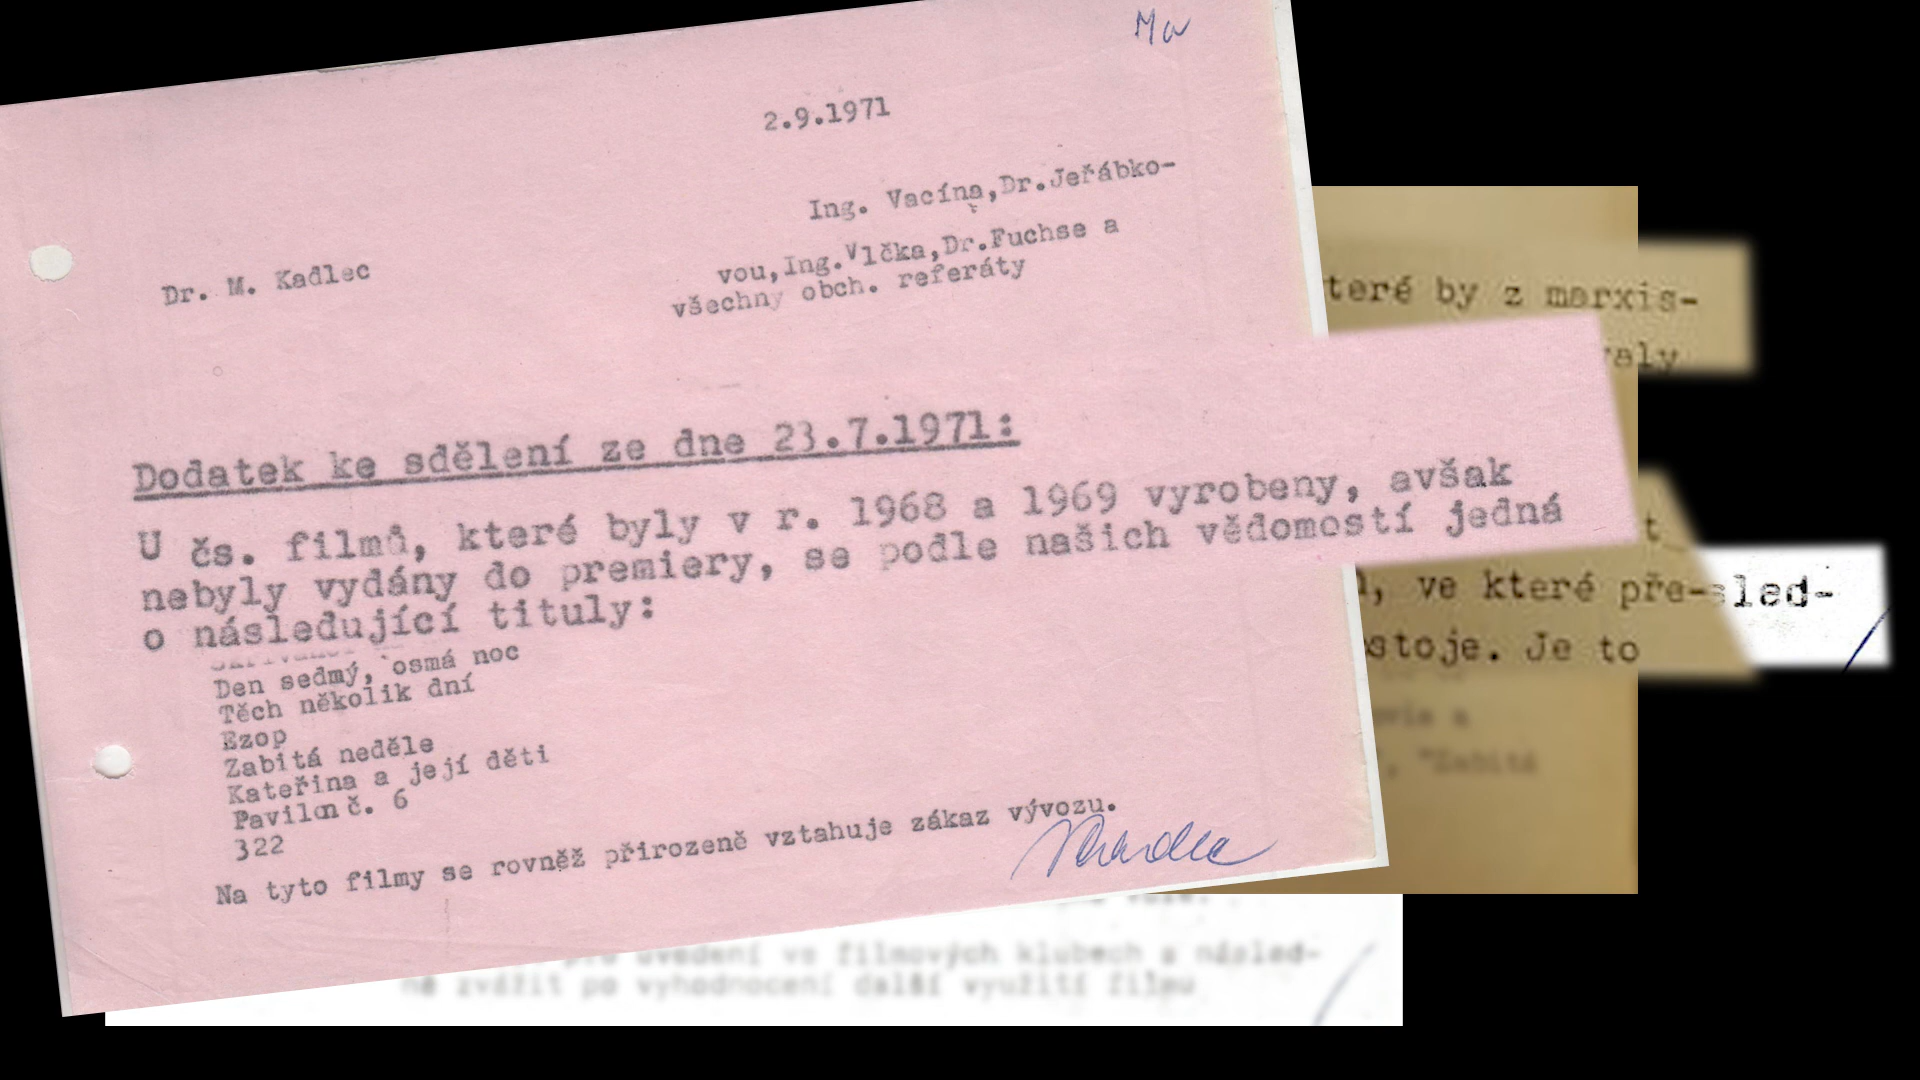 Ma
2.9.1971
Ing. Vacína,Dr.Jeřábko-
vou,Ing.Vlčka,Dr.Fuchse a
všechny obch. referáty
Dr. M. Kadlec
Dodatek ke sdělení ze dne 23.7.1971:
U čs. filmů, které byly v r. 1968 a 1969 vyrobeny, avšak
nebyly vydány do premiery, se podle našich vědomostí jedná
o následující tituly:
Den sedmý, osmá noc
Těch několik dní
Ezop
Zabitá neděle
Kateřina a její děti
Pavilon č. 6
322
Na tyto filmy se rovněž přirozeně vztahuje zákaz vývozu.
které by z marxis-
valy
t
, ve které pře-sled-
stoje. Je to
vie a
, "Zabitá
uvedení ve filmových klubech a násled-
ně zvážit po vyhodnocení další využití filmu